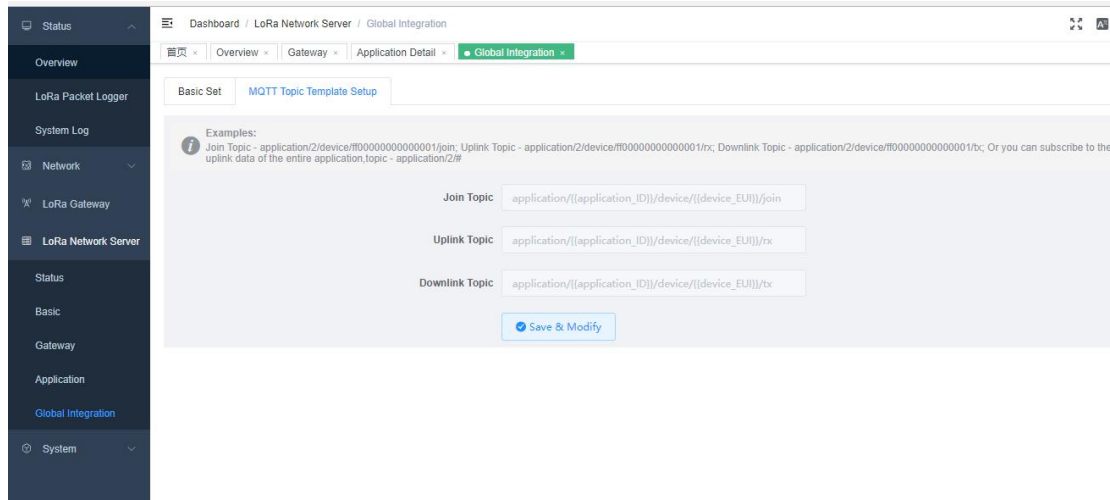 Status
Dashboard / LoRa Network Server / Global Integration
首页 × Overview × Gateway × Application Detail × Global Integration ×
Overview
LoRa Packet Logger
System Log
Network
LoRa Gateway
LoRa Network Server
Status
Basic
Gateway
Application
Global Integration
System
Basic Set MQTT Topic Template Setup
Examples:
Join Topic - application/2/device/ff00000000000001/join; Uplink Topic - application/2/device/ff00000000000001/rx; Downlink Topic - application/2/device/ff00000000000001/tx; Or you can subscribe to the
uplink data of the entire application,topic - application/2/#
Join Topic application/{{application_ID}}/device/{{device_EUI}}/join
Uplink Topic application/{{application_ID}}/device/{{device_EUI}}/rx
Downlink Topic application/{{application_ID}}/device/{{device_EUI}}/tx
Save & Modify